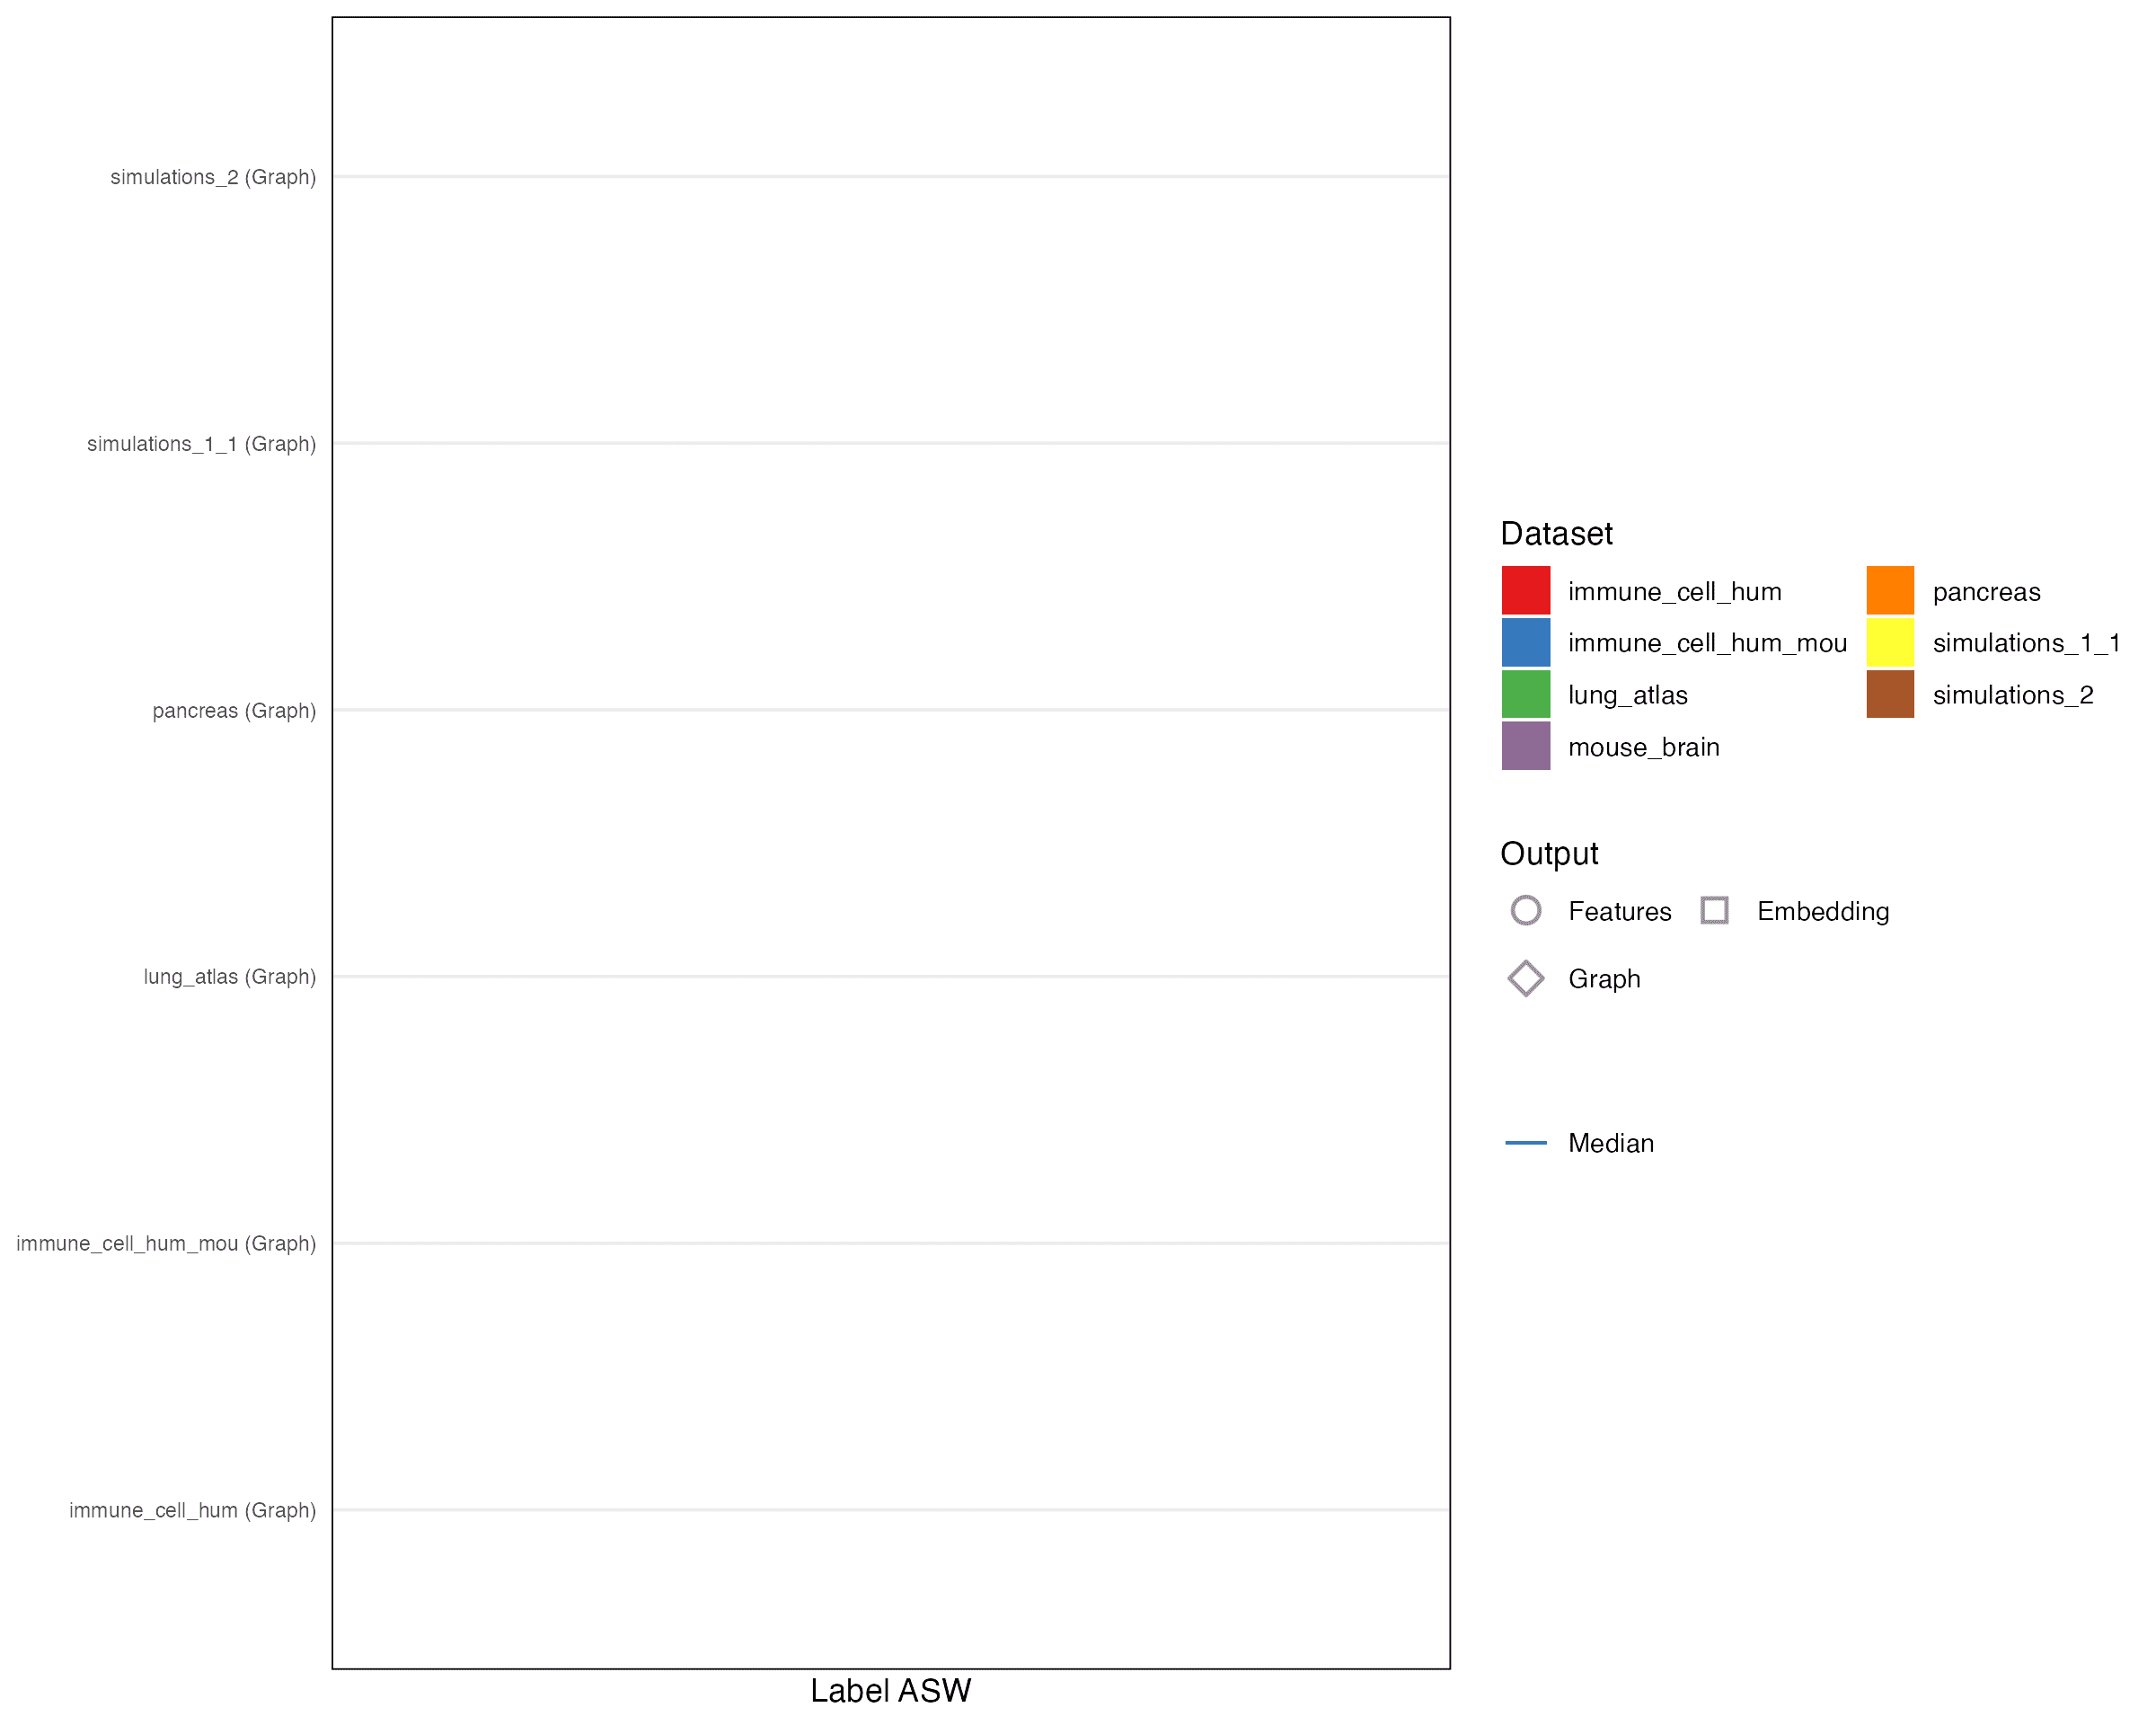 simulations_2 (Graph)
simulations_1_1 (Graph)
pancreas (Graph)
lung_atlas (Graph)
immune_cell_hum_mou (Graph)
immune_cell_hum (Graph)
Label ASW
Dataset
immune_cell_hum
immune_cell_hum_mou
lung_atlas
mouse_brain
pancreas
simulations_1_1
simulations_2
Output
Features
Embedding
Graph
Median